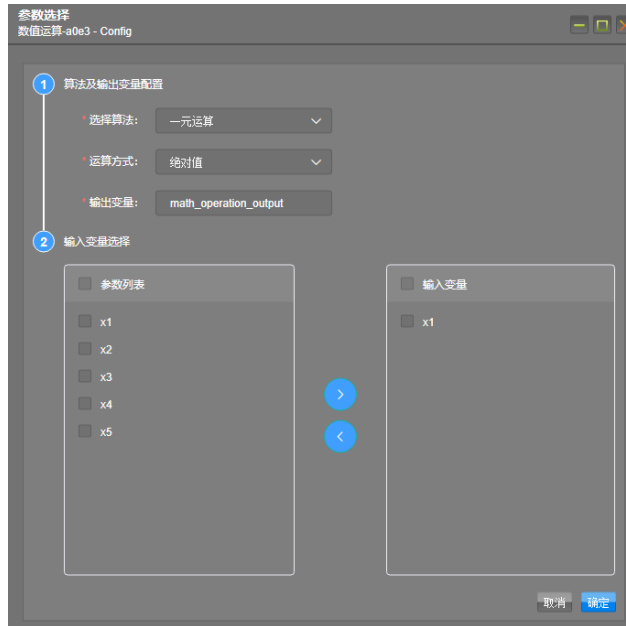 参数选择
数值运算-a0e3 - Config
1 算法及输出变量配置
* 选择算法: 一元运算
* 运算方式: 绝对值
* 输出变量: math_operation_output
2 输入变量选择
参数列表
x1
x2
x3
x4
x5
输入变量
x1
取消 确定